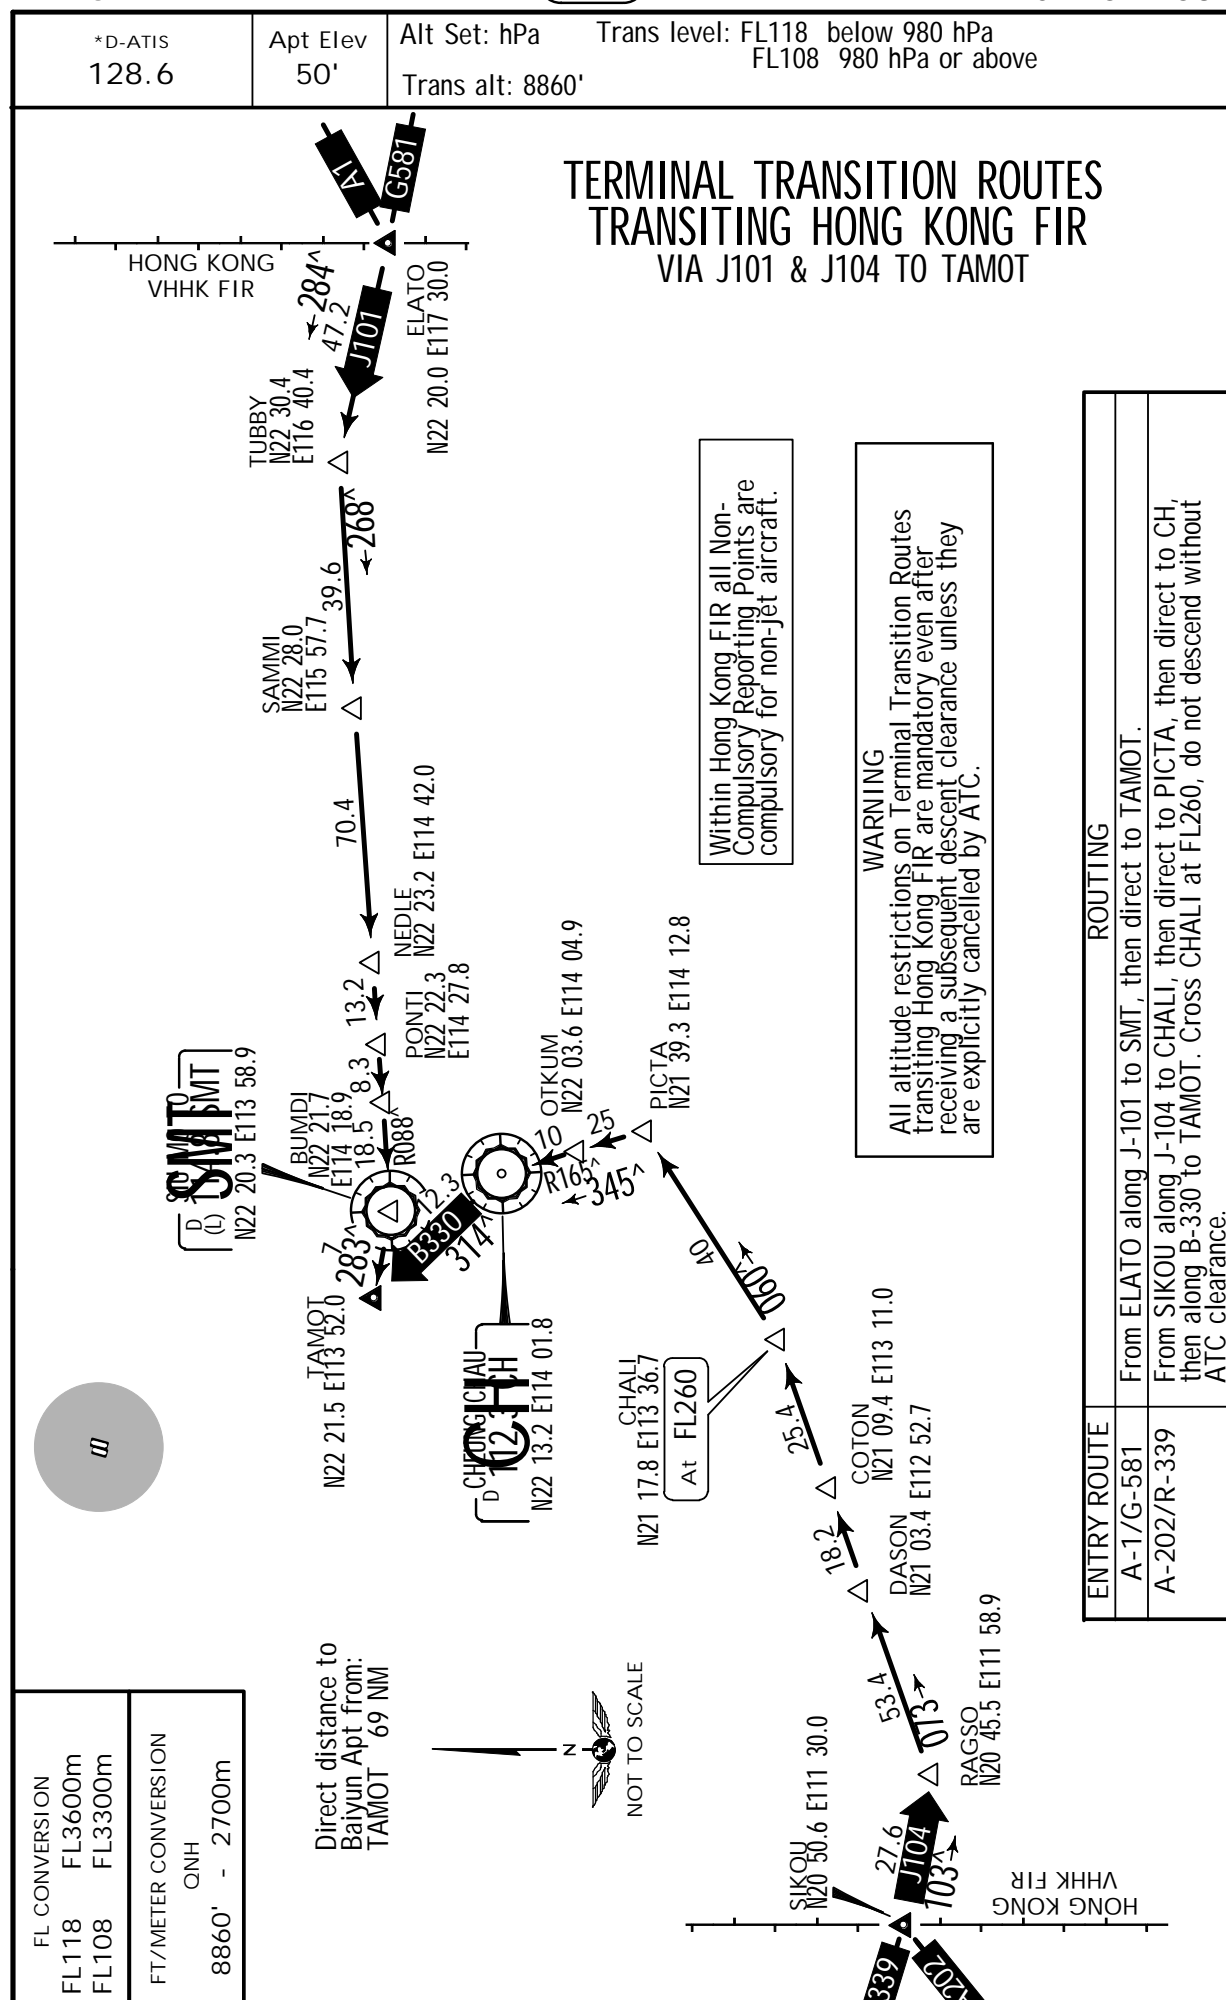 *D-ATIS
128.6
Apt Elev
50'
Alt Set: hPa
Trans level: FL118 below 980 hPa
FL108 980 hPa or above
Trans alt: 8860'
TERMINAL TRANSITION ROUTES
TRANSITING HONG KONG FIR
VIA J101 & J104 TO TAMOT
A1
G581
HONG KONG
VHHK FIR
284^
47.2
J101
ELATO
N22 20.0 E117 30.0
TUBBY
N22 30.4
E116 40.4
268^
39.6
SAMMI
N22 28.0
E115 57.7
70.4
NEDLE
N22 23.2 E114 42.0
13.2
PONTI
N22 22.3
E114 27.8
8.3
BUMDI
N22 21.7
E114 18.9
18.5
R088^
D
(L)
SMT
N22 20.3 E113 58.9
7
283^
TAMOT
N22 21.5 E113 52.0
12.3
B330
314^
CHEUNG CHAU
D 112.3 CH
CH
N22 13.2 E114 01.8
10
R165^
345^
OTKUM
N22 03.6 E114 04.9
25
PICTA
N21 39.3 E114 12.8
40
060^
CHALI
N21 17.8 E113 36.7
At FL260
25.4
COTON
N21 09.4 E113 11.0
18.2
DASON
N21 03.4 E112 52.7
53.4
073
RAGSO
N20 45.5 E111 58.9
27.6
J104
103^
SIKOU
N20 50.6 E111 30.0
HONG KONG
VHHK FIR
339
A202
Within Hong Kong FIR all Non-
Compulsory Reporting Points are
compulsory for non-jet aircraft.
WARNING
All altitude restrictions on Terminal Transition Routes
transiting Hong Kong FIR are mandatory even after
receiving a subsequent descent clearance unless they
are explicitly cancelled by ATC.
ENTRY ROUTE
ROUTING
A-1/G-581
From ELATO along J-101 to SMT, then direct to TAMOT.
A-202/R-339
From SIKOU along J-104 to CHALI, then direct to PICTA, then direct to CH,
then along B-330 to TAMOT. Cross CHALI at FL260, do not descend without
ATC clearance.
Direct distance to
Baiyun Apt from:
TAMOT 69 NM
N
NOT TO SCALE
FL CONVERSION
FL118 FL3600m
FL108 FL3300m
FT/METER CONVERSION
QNH
8860' - 2700m